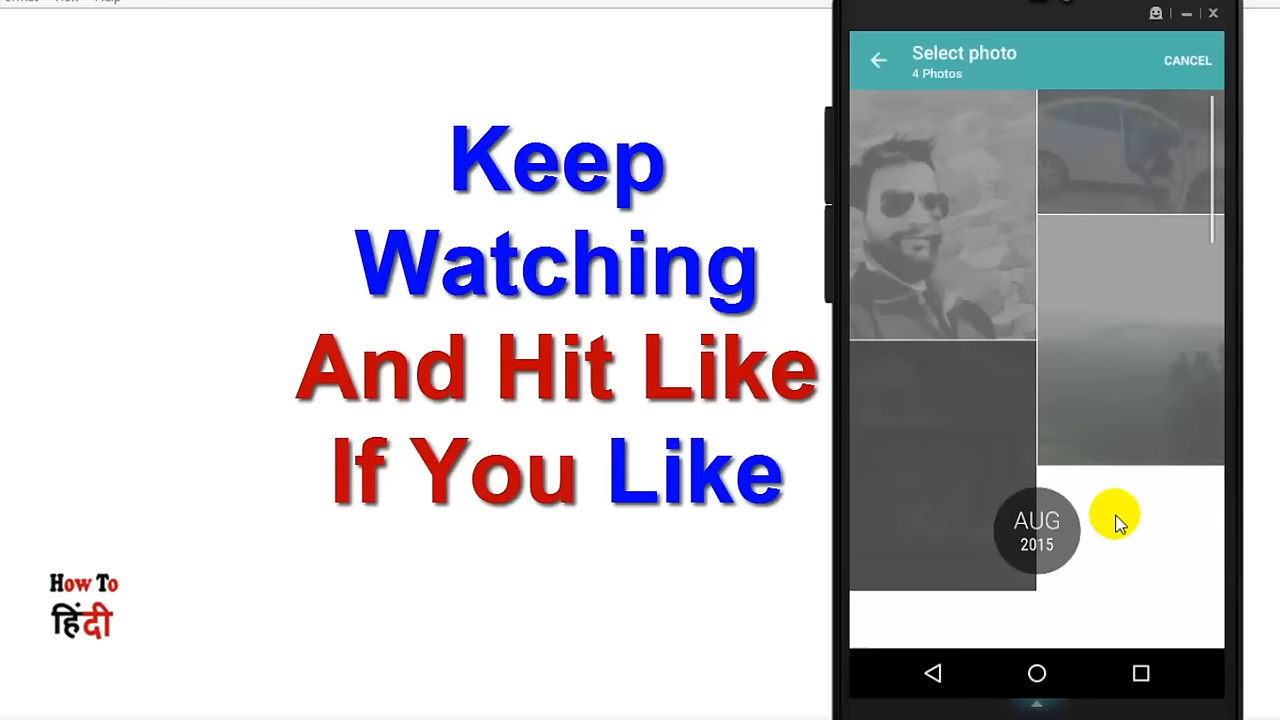 Keep
Watching
And Hit Like
If You Like
How To
हिंदी
Select photo
4 Photos
CANCEL
AUG
2015